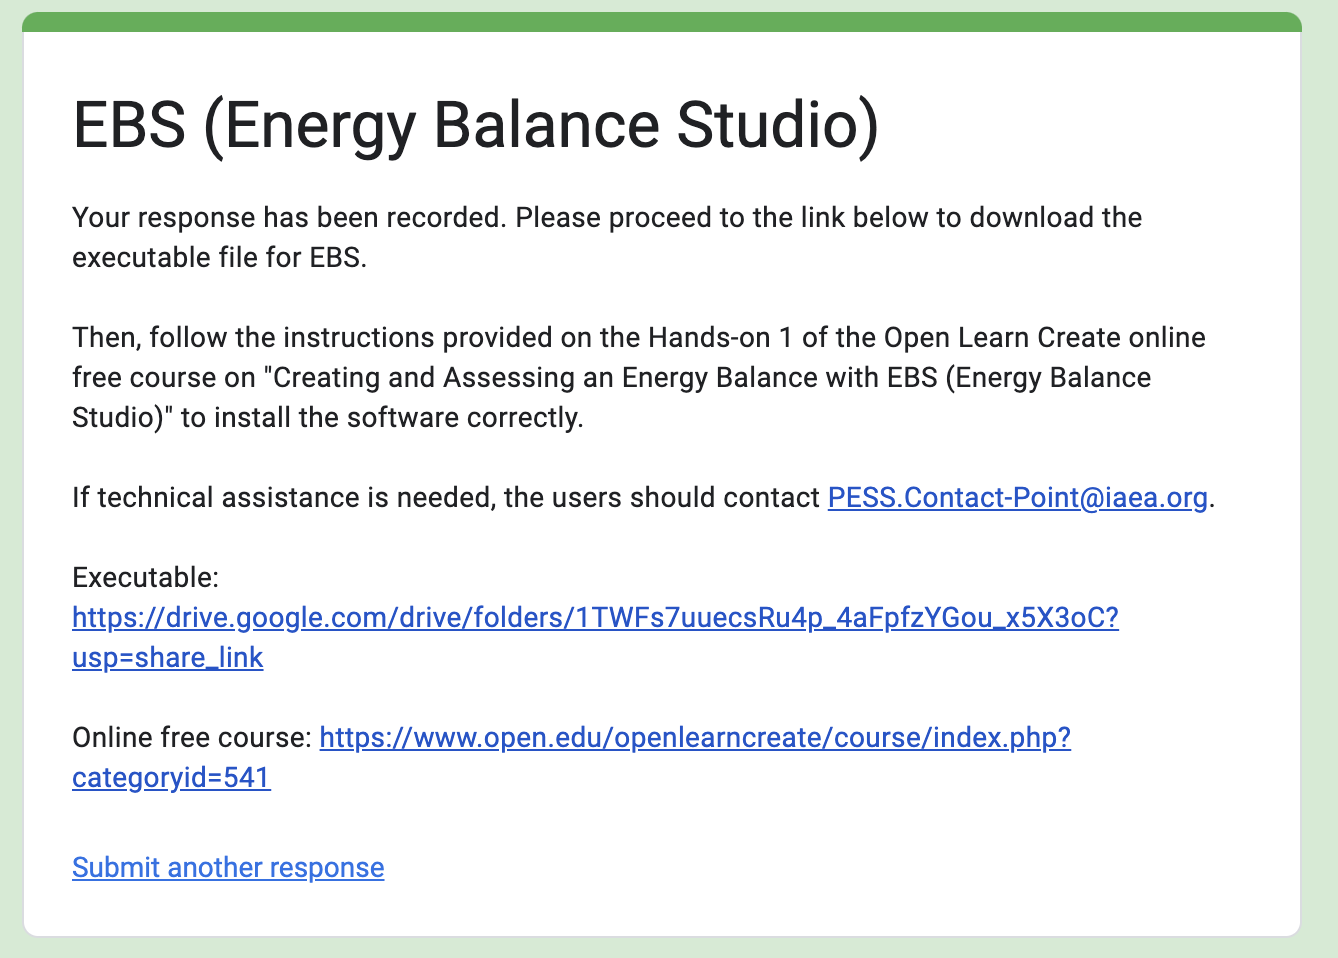 EBS (Energy Balance Studio)
Your response has been recorded. Please proceed to the link below to download the
executable file for EBS.
Then, follow the instructions provided on the Hands-on 1 of the Open Learn Create online
free course on "Creating and Assessing an Energy Balance with EBS (Energy Balance
Studio)" to install the software correctly.
If technical assistance is needed, the users should contact PESS.Contact-Point@iaea.org.
Executable:
https://drive.google.com/drive/folders/1TWFs7uuecsRu4p_4aFpfzYGou_x5X3oC?
usp=share_link
Online free course: https://www.open.edu/openlearncreate/course/index.php?
categoryid=541
Submit another response